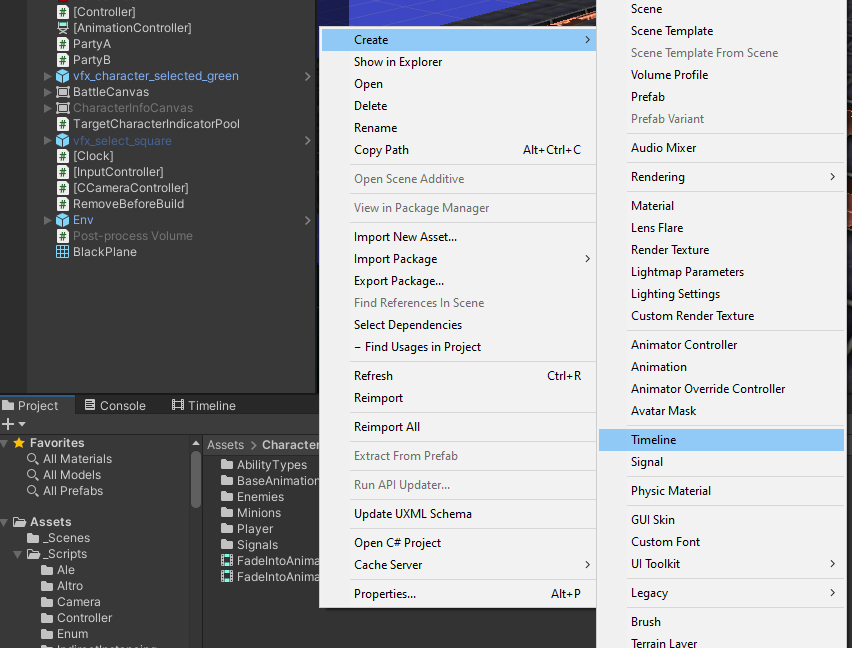 [Controller]
[AnimationController]
PartyA
PartyB
vfx_character_selected_green
BattleCanvas
CharacterInfoCanvas
TargetCharacterIndicatorPool
vfx_select_square
[Clock]
[InputController]
[CCameraController]
RemoveBeforeBuild
Env
Post-process Volume
BlackPlane
Project
Console
Timeline
Favorites
All Materials
All Models
All Prefabs
Assets
_Scenes
_Scripts
Ale
Altro
Camera
Controller
Enum
Assets > Character
AbilityTypes
BaseAnimation
Enemies
Minions
Player
Signals
FadeIntoAnima
FadeIntoAnima
Create
Show in Explorer
Open
Delete
Rename
Copy Path Alt+Ctrl+C
Open Scene Additive
View in Package Manager
Import New Asset...
Import Package
Export Package...
Find References In Scene
Select Dependencies
– Find Usages in Project
Refresh Ctrl+R
Reimport
Reimport All
Extract From Prefab
Run API Updater...
Update UXML Schema
Open C# Project
Cache Server
Properties... Alt+P
Scene
Scene Template
Scene Template From Scene
Volume Profile
Prefab
Prefab Variant
Audio Mixer
Rendering
Material
Lens Flare
Render Texture
Lightmap Parameters
Lighting Settings
Custom Render Texture
Animator Controller
Animation
Animator Override Controller
Avatar Mask
Timeline
Signal
Physic Material
GUI Skin
Custom Font
UI Toolkit
Legacy
Brush
Terrain Layer